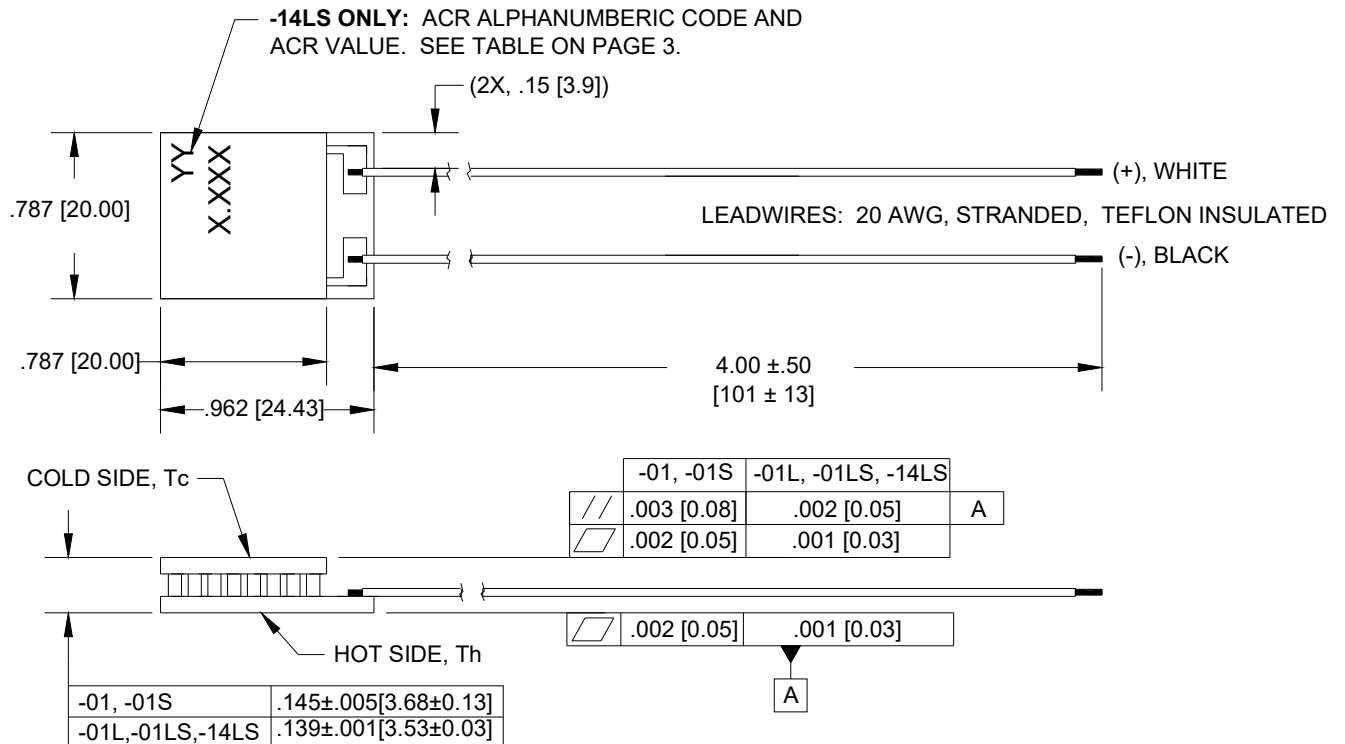 -14LS ONLY: ACR ALPHANUMBERIC CODE AND
ACR VALUE. SEE TABLE ON PAGE 3.
(2X, .15 [3.9])
YY
X.XXX
(+), WHITE
.787 [20.00]
LEADWIRES: 20 AWG, STRANDED, TEFLON INSULATED
(-), BLACK
.787 [20.00]
4.00 ±.50
[101 ± 13]
.962 [24.43]
COLD SIDE, Tc
-01, -01S -01L, -01LS, -14LS
// .003 [0.08] .002 [0.05] A
.002 [0.05] .001 [0.03]
.002 [0.05] .001 [0.03]
HOT SIDE, Th
A
-01, -01S .145±.005[3.68±0.13]
-01L,-01LS,-14LS .139±.001[3.53±0.03]